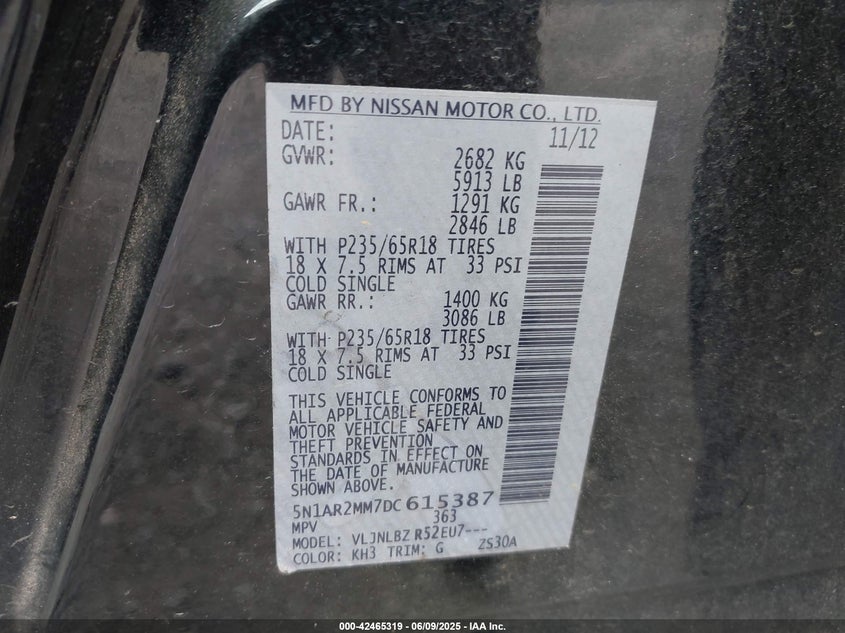 MFD BY NISSAN MOTOR CO., LTD.
DATE: 11/12
GVWR: 2682 KG
5913 LB
GAWR FR.: 1291 KG
2846 LB
WITH P235/65R18 TIRES
18 X 7.5 RIMS AT 33 PSI
COLD SINGLE
GAWR RR.: 1400 KG
3086 LB
WITH P235/65R18 TIRES
18 X 7.5 RIMS AT 33 PSI
COLD SINGLE
THIS VEHICLE CONFORMS TO
ALL APPLICABLE FEDERAL
MOTOR VEHICLE SAFETY AND
THEFT PREVENTION
STANDARDS IN EFFECT ON
THE DATE OF MANUFACTURE
SHOWN ABOVE.
5N1AR2MM7DC615387
MPV 363
MODEL: VLJNLBZ R52EU7---
COLOR: KH3 TRIM: G ZS30A
000-42465319 - 06/09/2025 - IAA Inc.